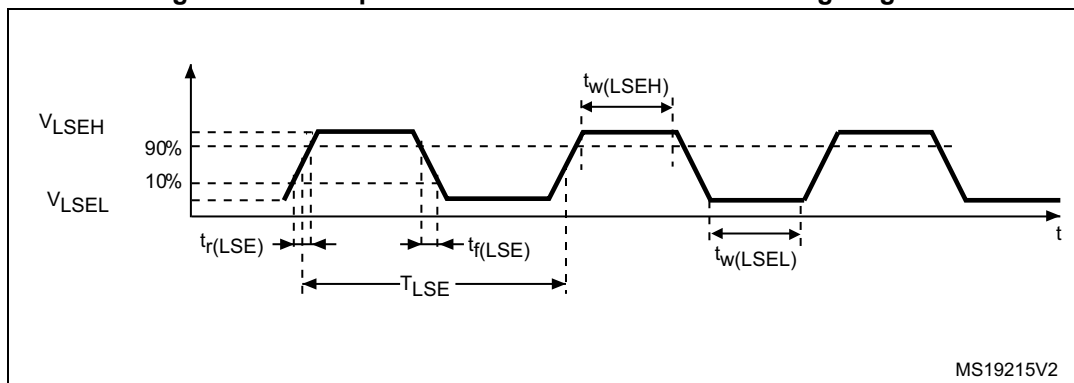 tw(LSEH)
VLSEH
90%
10%
VLSEL
t
tr(LSE)
tf(LSE)
tw(LSEL)
TLSE
MS19215V2